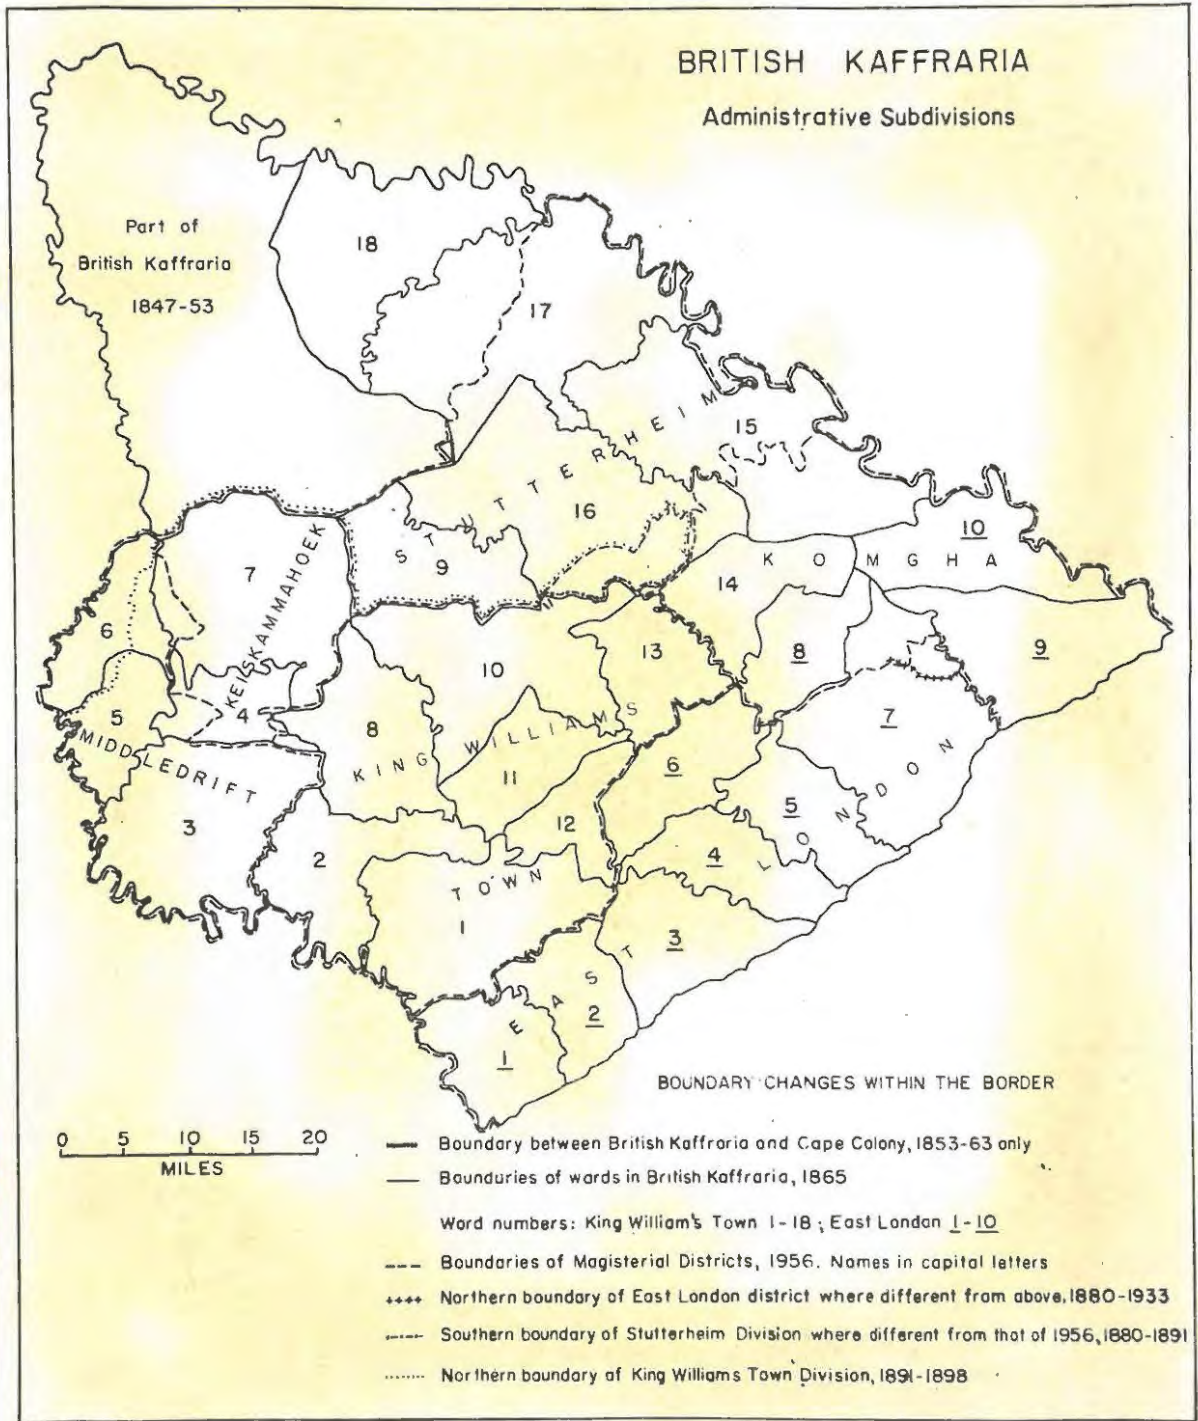 BRITISH KAFFRARIA
Administrative Subdivisions
Part of
British Kaffraria
1847-53
18
17
15
STUTTERHEIM
16
10
KOMGHA
7
KEISKAMMAHOEK
9
14
6
13
8
9
10
5
4
7
MIDDLEDRIFT
8
KING WILLIAMS
6
11
5
3
12
2
4
LONDON
TOWN
1
3
EAST
2
1
BOUNDARY CHANGES WITHIN THE BORDER
0 5 10 15 20
MILES
Boundary between British Kaffraria and Cape Colony, 1853-63 only
Boundaries of wards in British Kaffraria, 1865
Word numbers: King William's Town 1-18; East London 1-10
Boundaries of Magisterial Districts, 1956. Names in capital letters
Northern boundary of East London district where different from above, 1880-1933
Southern boundary of Stutterheim Division where different from that of 1956, 1880-1891
Northern boundary of King Williams Town Division, 1891-1898